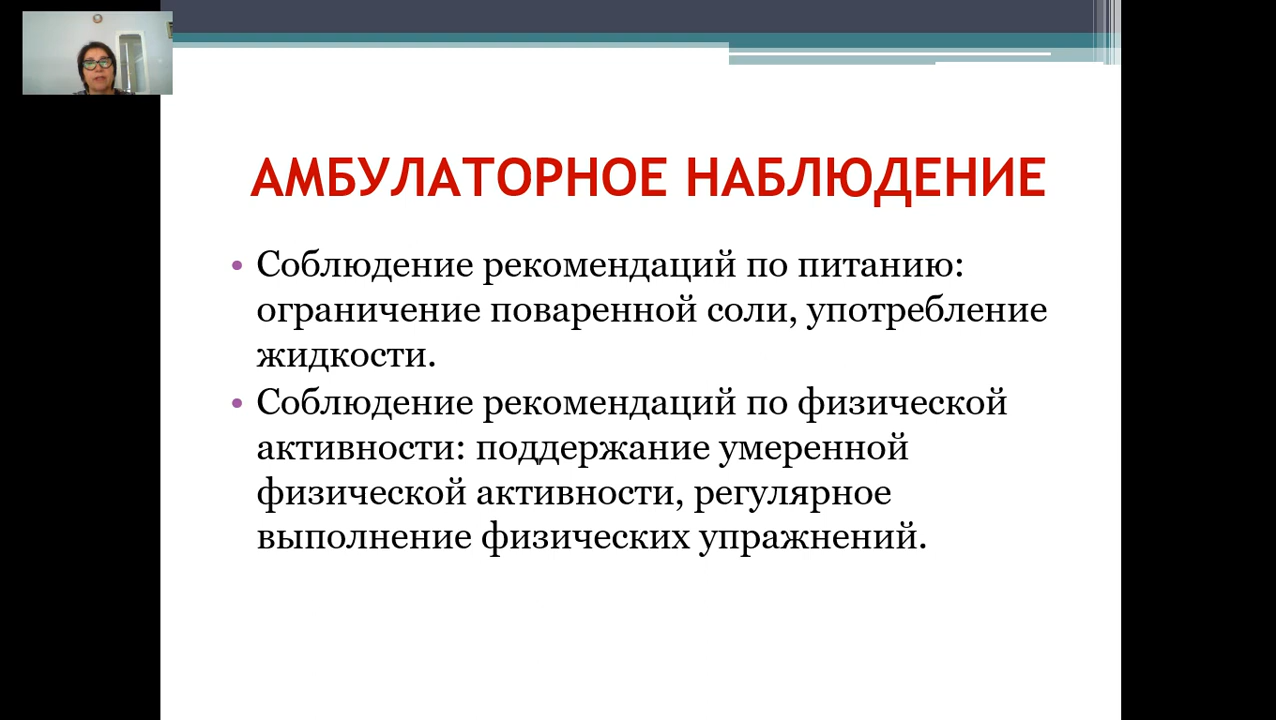 АМБУЛАТОРНОЕ НАБЛЮДЕНИЕ
• Соблюдение рекомендаций по питанию:
ограничение поваренной соли, употребление
жидкости.
• Соблюдение рекомендаций по физической
активности: поддержание умеренной
физической активности, регулярное
выполнение физических упражнений.